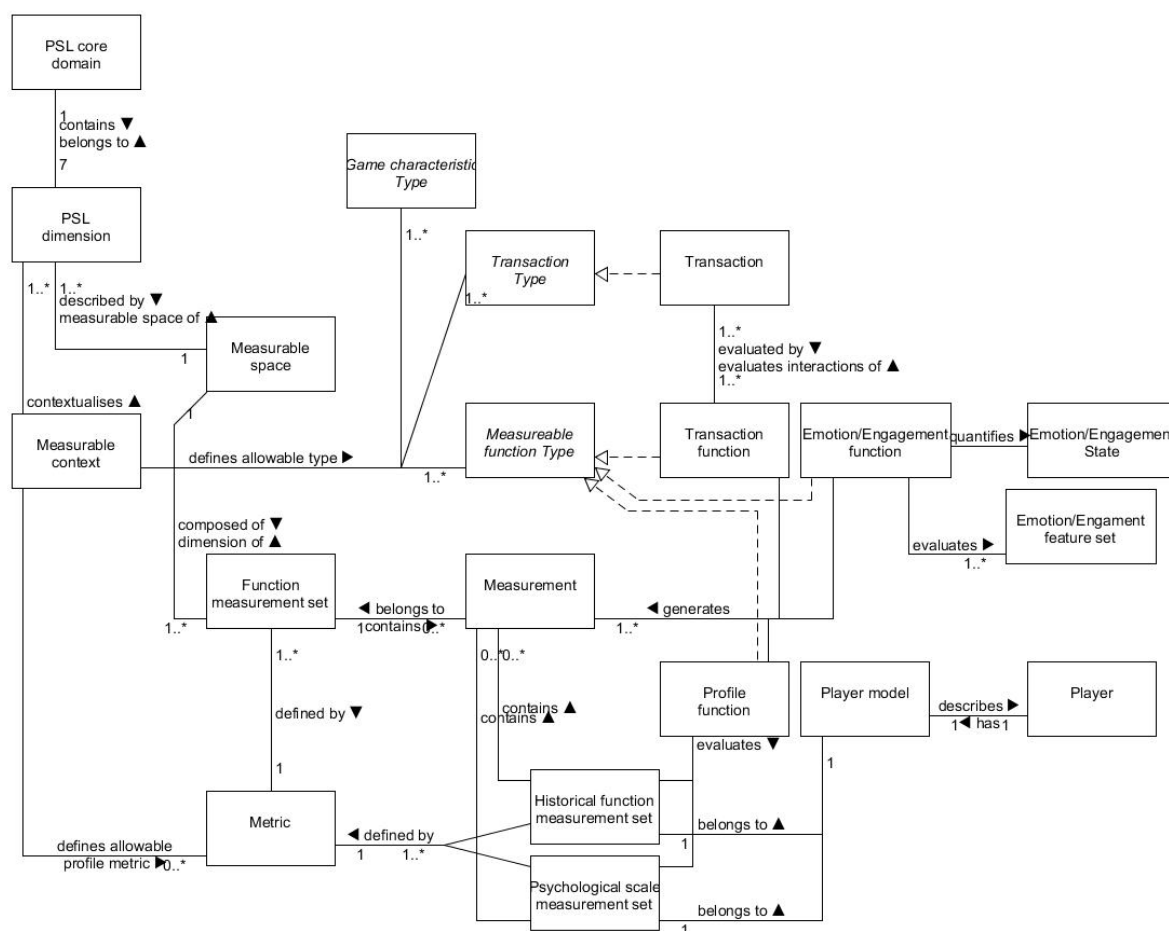 PSL core
domain
1
contains ▼
belongs to ▲
7
PSL
dimension
Game characteristic
Type
1..*
Transaction
Type
1..*
Transaction
1..*
1..*
described by ▼
measurable space of ▲
1
Measurable
space
1
1..*
evaluated by ▼
evaluates interactions of ▲
1..*
contextualises ▲
Measurable
context
defines allowable type ►
1..*
Measureable
function Type
Transaction
function
Emotion/Engagement
function
quantifies ►
Emotion/Engagement
State
Emotion/Engament
feature set
evaluates ►
1..*
composed of ▼
dimension of ▲
1..*
Function
measurement set
◄ belongs to
1
contains ►
0..*
Measurement
◄ generates
1..*
1..*
0..*
0..*
defined by ▼
1
contains ▲
contains ▲
Profile
function
evaluates ▼
Player model
1
describes ►
1
◄ has
1
Player
Metric
defines allowable
profile metric ►
0..*
◄ defined by
1
1..*
Historical function
measurement set
1
belongs to ▲
Psychological scale
measurement set
1
belongs to ▲